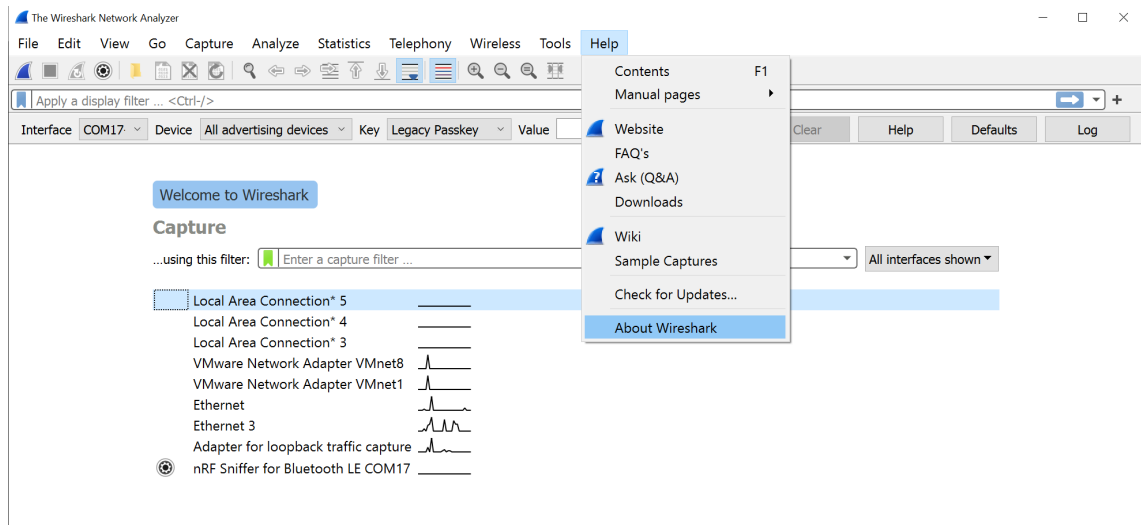 The Wireshark Network Analyzer
File Edit View Go Capture Analyze Statistics Telephony Wireless Tools Help
Apply a display filter ... <Ctrl-/>
Interface COM17- Device All advertising devices Key Legacy Passkey Value Clear Help Defaults Log
Contents F1
Manual pages
Website
FAQ's
Ask (Q&A)
Downloads
Wiki
Sample Captures
Check for Updates...
About Wireshark
Welcome to Wireshark
Capture
...using this filter: Enter a capture filter ... All interfaces shown
Local Area Connection* 5
Local Area Connection* 4
Local Area Connection* 3
VMware Network Adapter VMnet8
VMware Network Adapter VMnet1
Ethernet
Ethernet 3
Adapter for loopback traffic capture
nRF Sniffer for Bluetooth LE COM17